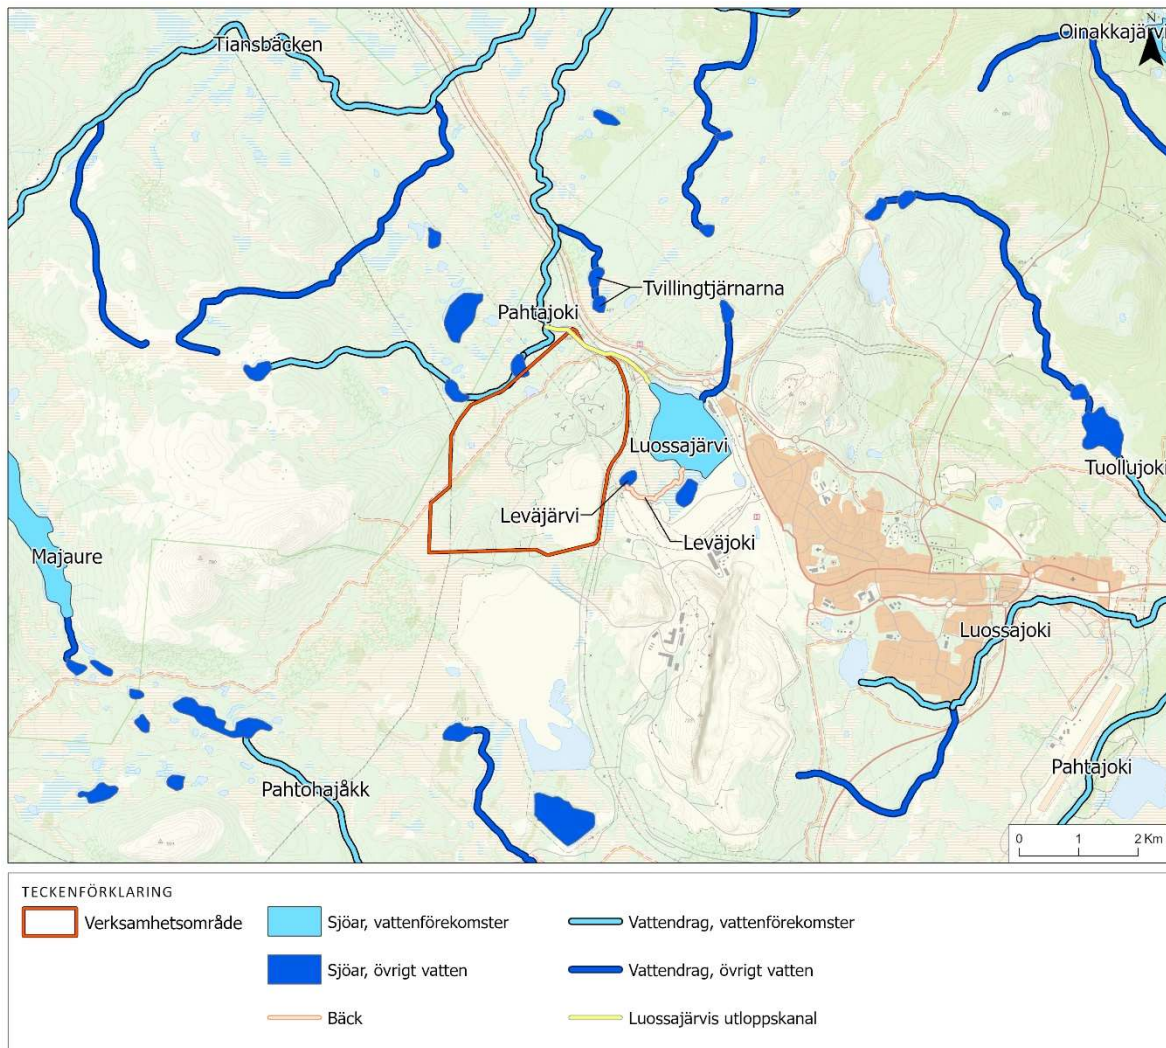 Tiansbäcken
Oinakkajärvi
N
Tvillingtjärnarna
Pahtajoki
Luossajärvi
Tuollujoki
Leväjärvi
Leväjoki
Majaure
Luossajoki
Pahtajoki
Pahtohajåkk
0 1 2 Km
TECKENFÖRKLARING
Verksamhetsområde
Sjöar, vattenförekomster
Vattendrag, vattenförekomster
Sjöar, övrigt vatten
Vattendrag, övrigt vatten
Bäck
Luossajärvis utloppskanal